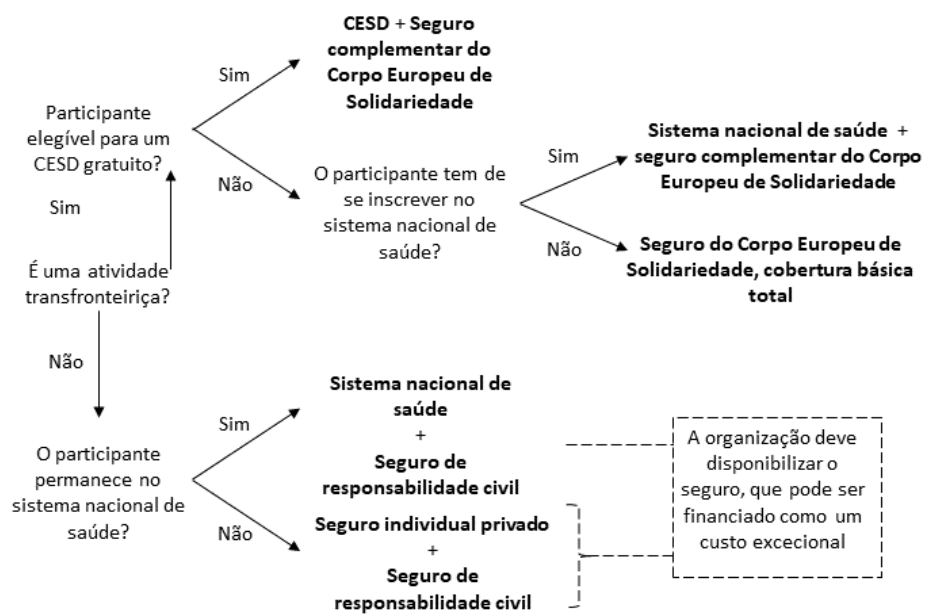 CESD + Seguro
complementar do
Corpo Europeu de
Solidariedade
Sim
Participante
elegível para um
CESD gratuito?
Não
Sim
O participante tem de
se inscrever no
sistema nacional de
saúde?
Sim
Sistema nacional de saúde +
seguro complementar do Corpo
Europeu de Solidariedade
Não
Seguro do Corpo Europeu de
Solidariedade, cobertura básica
total
É uma atividade
transfronteiriça?
Não
O participante
permanece no
sistema nacional de
saúde?
Sim
Sistema nacional de
saúde
+
Seguro de
responsabilidade civil
Não
Seguro individual privado
+
Seguro de
responsabilidade civil
A organização deve
disponibilizar o
seguro, que pode ser
financiado como um
custo excecional